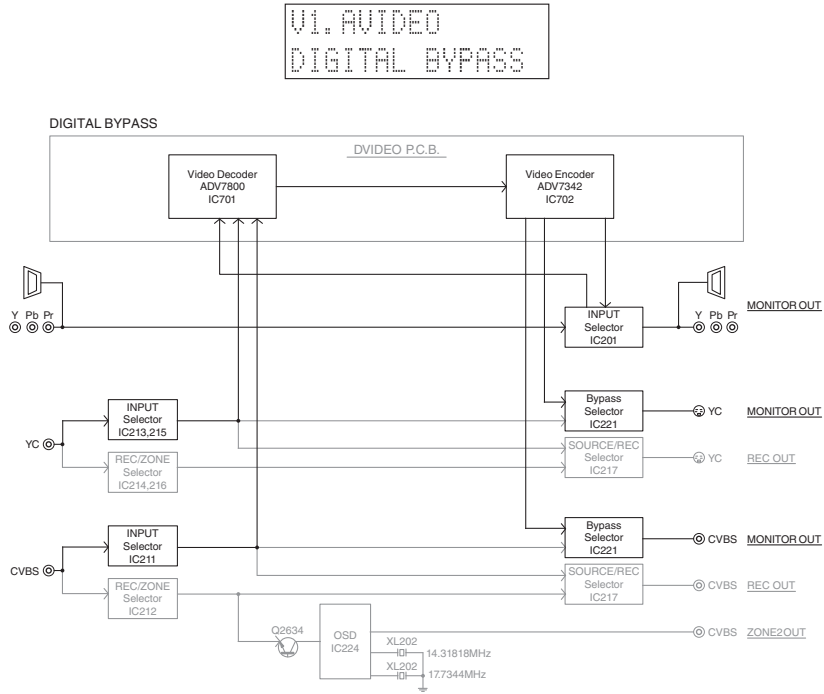 V1. AVIDEO
DIGITAL BYPASS
DIGITAL BYPASS
DVIDEO P.C.B.
Video Decoder
ADV7800
IC701
Video Encoder
ADV7342
IC702
Y Pb Pr
INPUT
Selector
IC201
Y Pb Pr
MONITOR OUT
YC
INPUT
Selector
IC213,215
Bypass
Selector
IC221
YC
MONITOR OUT
REC/ZONE
Selector
IC214,216
SOURCE/REC
Selector
IC217
YC
REC OUT
CVBS
INPUT
Selector
IC211
Bypass
Selector
IC221
CVBS
MONITOR OUT
REC/ZONE
Selector
IC212
SOURCE/REC
Selector
IC217
CVBS
REC OUT
Q2634
OSD
IC224
XL202
14.31818MHz
XL202
17.7344MHz
CVBS
ZONE2OUT